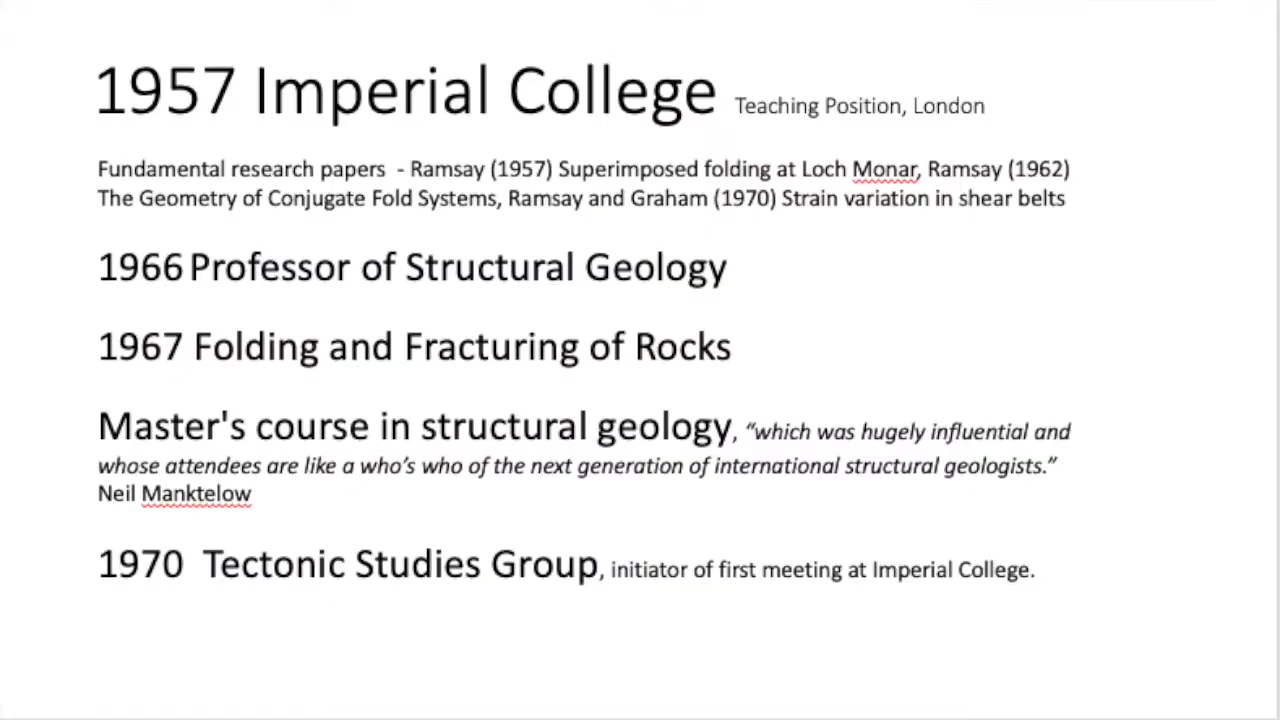 1957 Imperial College Teaching Position, London
Fundamental research papers - Ramsay (1957) Superimposed folding at Loch Monar, Ramsay (1962)
The Geometry of Conjugate Fold Systems, Ramsay and Graham (1970) Strain variation in shear belts
1966 Professor of Structural Geology
1967 Folding and Fracturing of Rocks
Master's course in structural geology, “which was hugely influential and
whose attendees are like a who’s who of the next generation of international structural geologists.”
Neil Manktelow
1970 Tectonic Studies Group, initiator of first meeting at Imperial College.